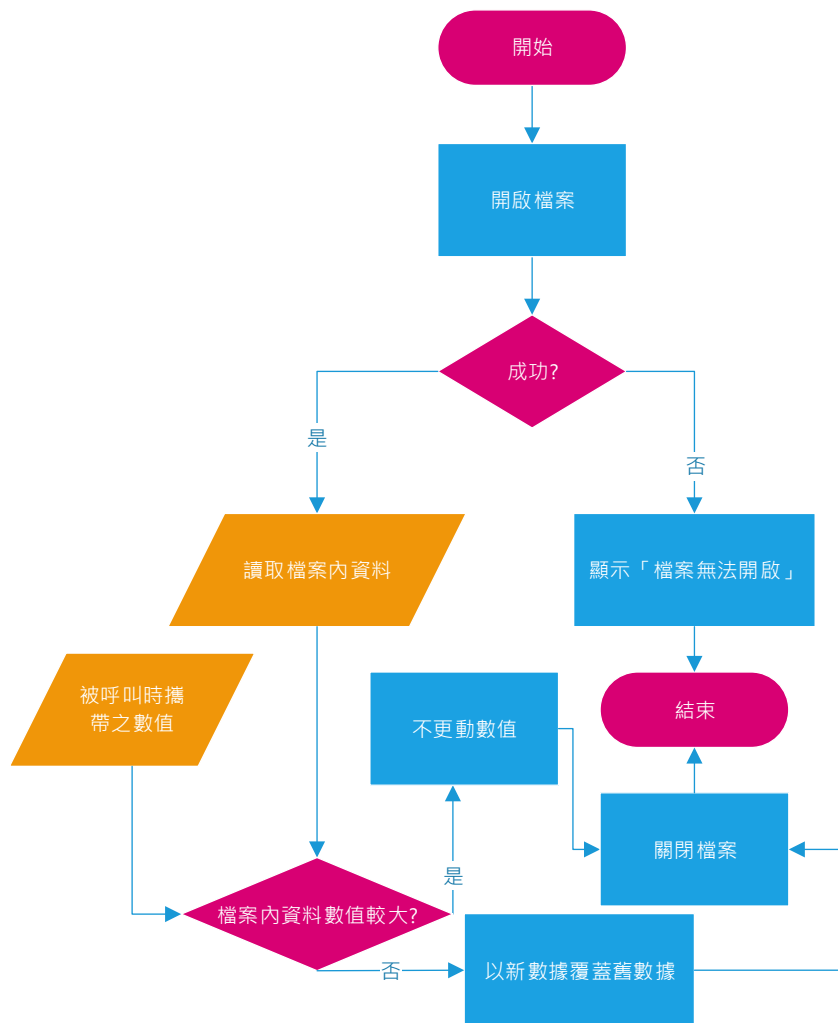 開始
開啟檔案
成功?
是
否
讀取檔案內資料
顯示「檔案無法開啟」
被呼叫時攜
帶之數值
不更動數值
結束
關閉檔案
是
檔案內資料數值較大?
否
以新數據覆蓋舊數據